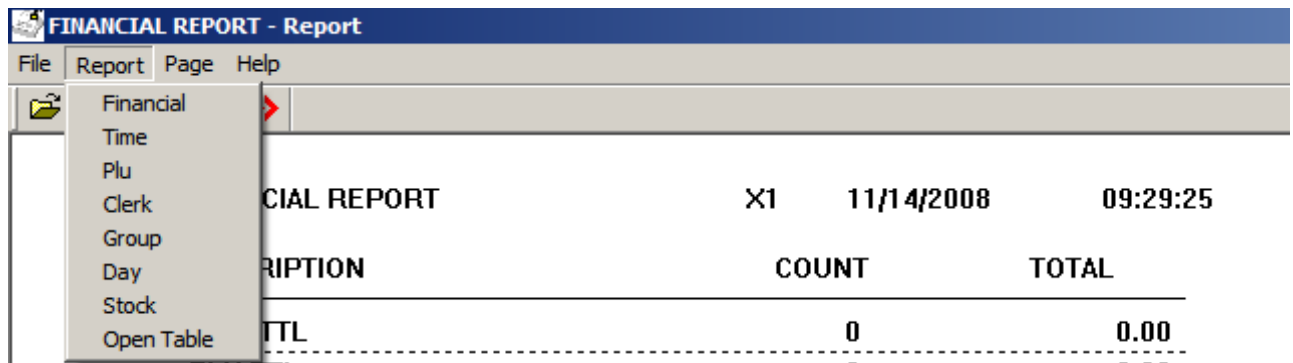 FINANCIAL REPORT - Report
File Report Page Help
Financial
Time
Plu
Clerk
Group
Day
Stock
Open Table
CIAL REPORT X1 11/14/2008 09:29:25
RIPTION COUNT TOTAL
TTL 0 0.00